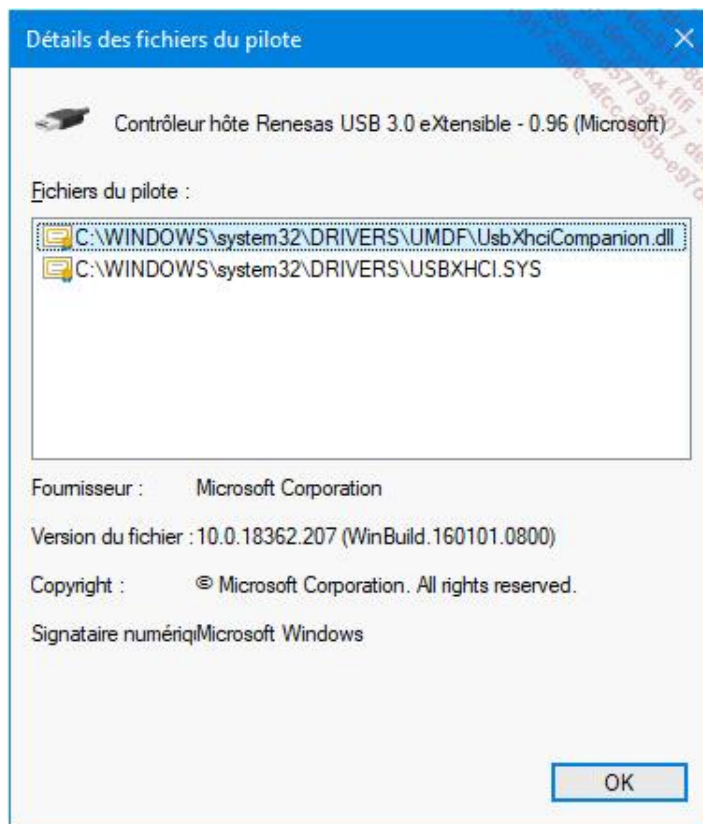 Détails des fichiers du pilote
Contrôleur hôte Renesas USB 3.0 eXtensible - 0.96 (Microsoft)
Fichiers du pilote :
C:\WINDOWS\system32\DRIVERS\UMDF\UsbXhciCompanion.dll
C:\WINDOWS\system32\DRIVERS\USBXHCI.SYS
Fournisseur : Microsoft Corporation
Version du fichier : 10.0.18362.207 (WinBuild.160101.0800)
Copyright : © Microsoft Corporation. All rights reserved.
Signataire numériq Microsoft Windows
OK